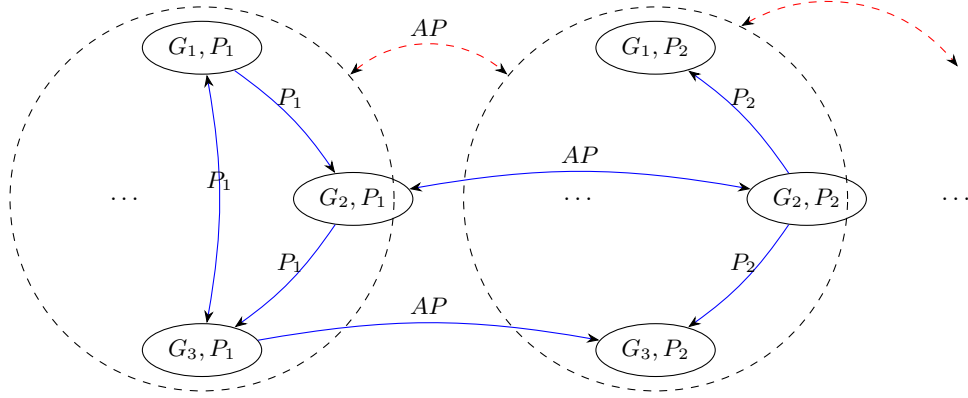 AP
G₁, P₁
G₁, P₂
P₁
P₂
AP
P₁
...
G₂, P₁
...
G₂, P₂
...
P₁
P₂
AP
G₃, P₁
G₃, P₂